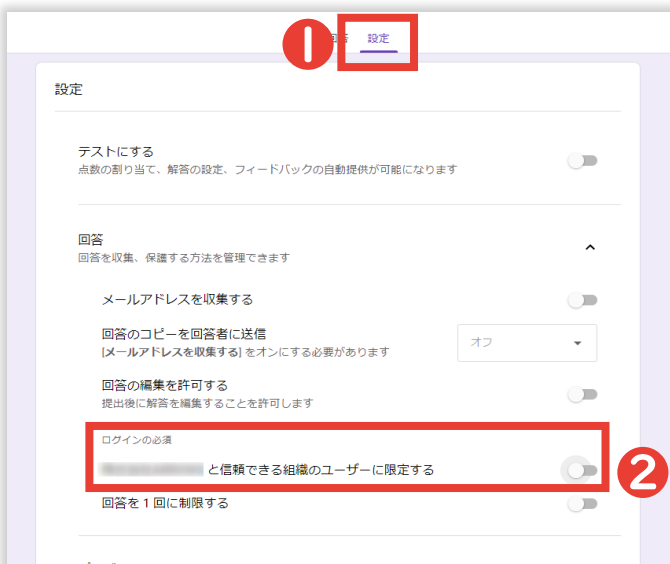 1
答 設定
設定
テストにする
点数の割り当て、解答の設定、フィードバックの自動提供が可能になります
回答
回答を収集、保護する方法を管理できます
メールアドレスを収集する
回答のコピーを回答者に送信
[メールアドレスを収集する] をオンにする必要があります
オフ
回答の編集を許可する
提出後に解答を編集することを許可します
ログインの必須
と信頼できる組織のユーザーに限定する
2
回答を 1 回に制限する